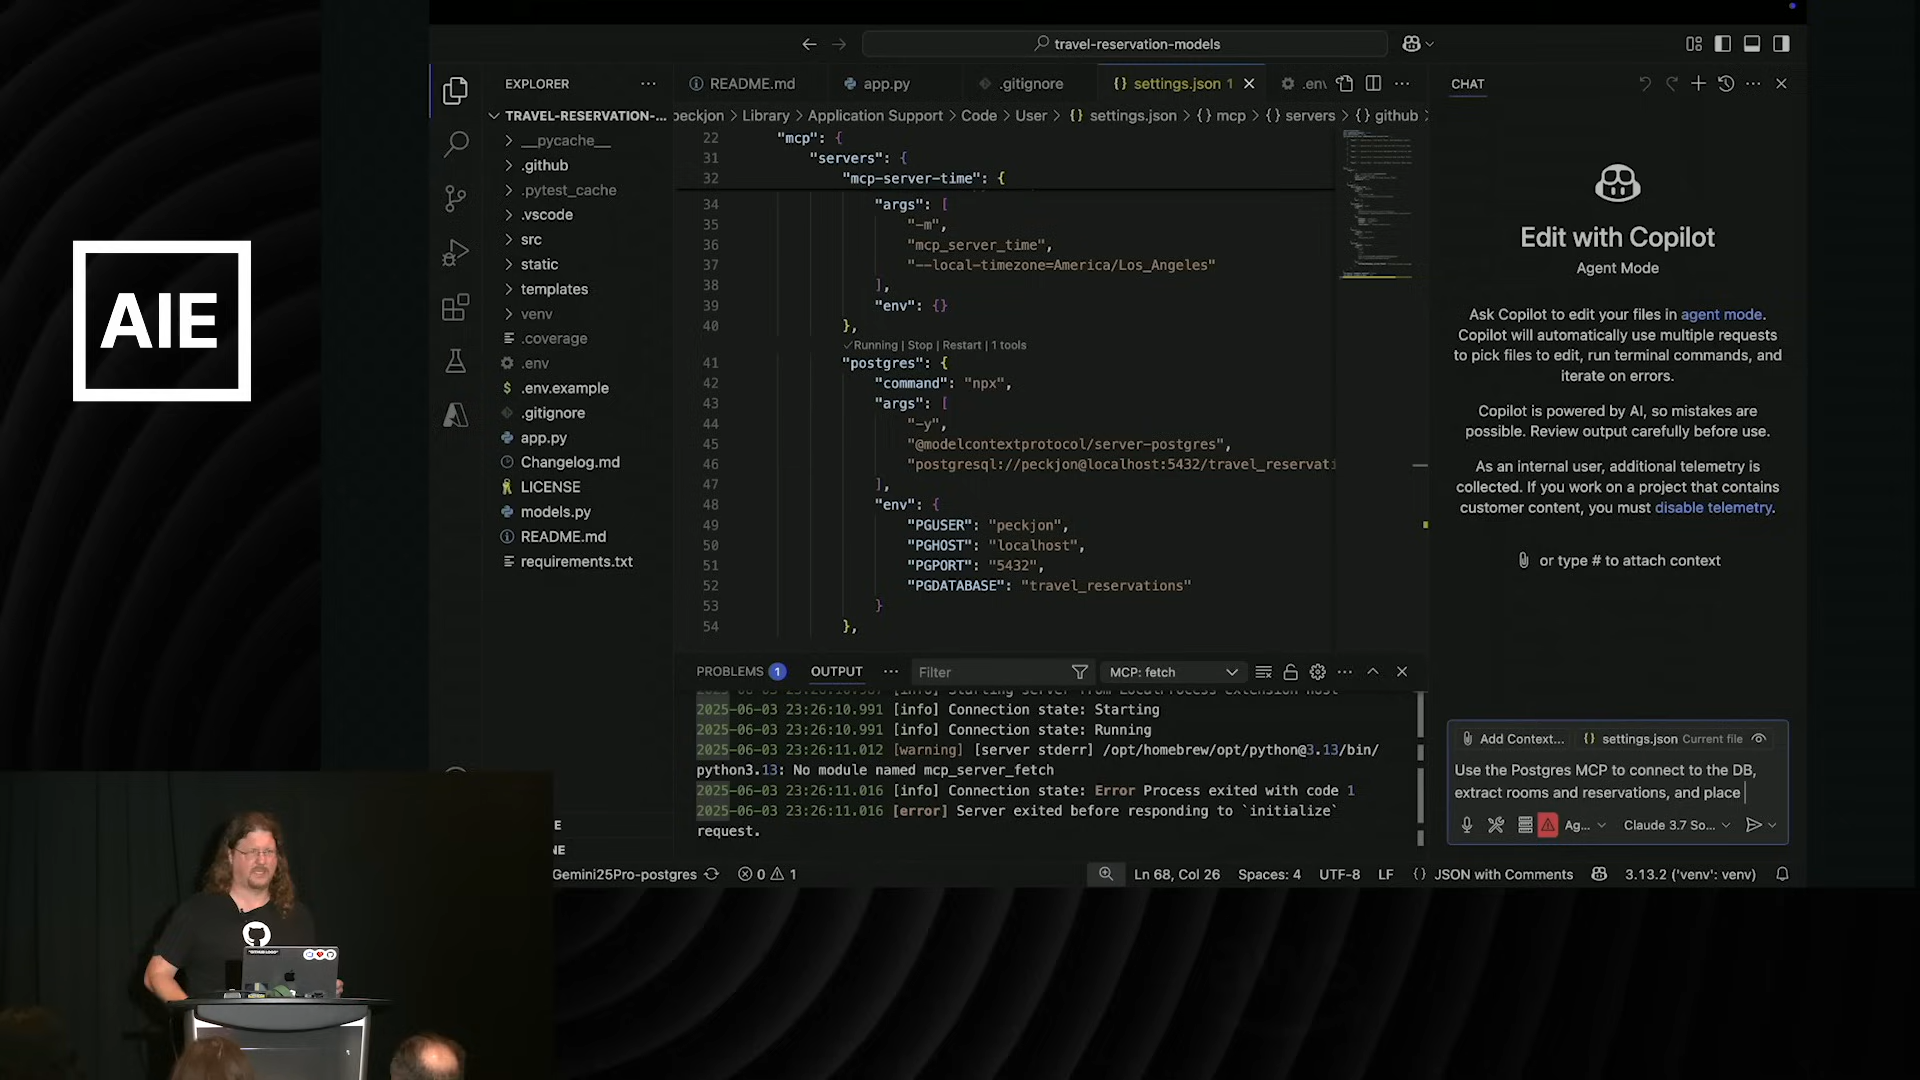 travel-reservation-models
AIE
EXPLORER
TRAVEL-RESERVATION-...
__pycache__
.github
.pytest_cache
.vscode
src
static
templates
venv
.coverage
.env
.env.example
.gitignore
app.py
Changelog.md
LICENSE
models.py
README.md
requirements.txt
README.md
app.py
.gitignore
{} settings.json 1
.env
peckjon > Library > Application Support > Code > User > {} settings.json > {} mcp > {} servers > {} github >
22 "mcp": {
31 "servers": {
32 "mcp-server-time": {
34 "args": [
35 "-m",
36 "mcp_server_time",
37 "--local-timezone=America/Los_Angeles"
38 ],
39 "env": {}
40 },
✓Running | Stop | Restart | 1 tools
41 "postgres": {
42 "command": "npx",
43 "args": [
44 "-y",
45 "@modelcontextprotocol/server-postgres",
46 "postgresql://peckjon@localhost:5432/travel_reservati
47 ],
48 "env": {
49 "PGUSER": "peckjon",
50 "PGHOST": "localhost",
51 "PGPORT": "5432",
52 "PGDATABASE": "travel_reservations"
53 }
54 },
PROBLEMS 1
OUTPUT
Filter
MCP: fetch
2025-06-03 23:26:10.991 [info] Connection state: Starting
2025-06-03 23:26:10.991 [info] Connection state: Running
2025-06-03 23:26:11.012 [warning] [server stderr] /opt/homebrew/opt/python@3.13/bin/
python3.13: No module named mcp_server_fetch
2025-06-03 23:26:11.016 [info] Connection state: Error Process exited with code 1
2025-06-03 23:26:11.016 [error] Server exited before responding to `initialize`
request.
CHAT
Edit with Copilot
Agent Mode
Ask Copilot to edit your files in agent mode.
Copilot will automatically use multiple requests
to pick files to edit, run terminal commands, and
iterate on errors.
Copilot is powered by AI, so mistakes are
possible. Review output carefully before use.
As an internal user, additional telemetry is
collected. If you work on a project that contains
customer content, you must disable telemetry.
or type # to attach context
Add Context...
{} settings.json Current file
Use the Postgres MCP to connect to the DB,
extract rooms and reservations, and place
Ag...
Claude 3.7 So...
Gemini25Pro-postgres
0
1
Ln 68, Col 26
Spaces: 4
UTF-8
LF
{} JSON with Comments
3.13.2 ('venv': venv)